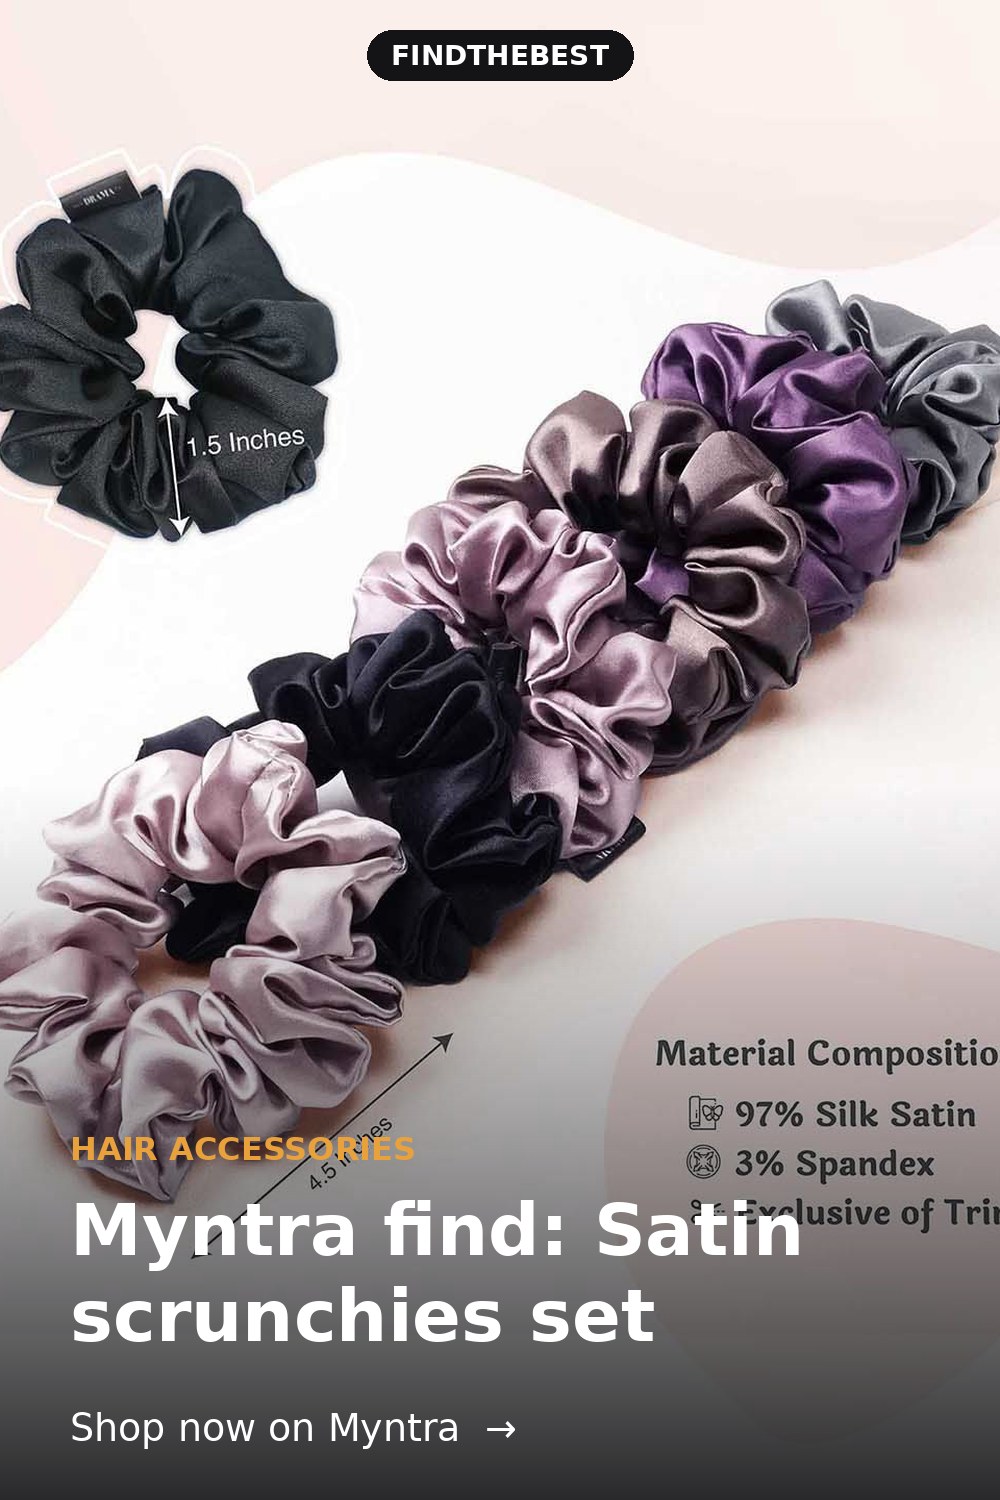 FINDTHEBEST
DRAMA
1.5 Inches
Material Compositio
97% Silk Satin
3% Spandex
Exclusive of Tri
4.5 inches
HAIR ACCESSORIES
Myntra find: Satin
scrunchies set
Shop now on Myntra →